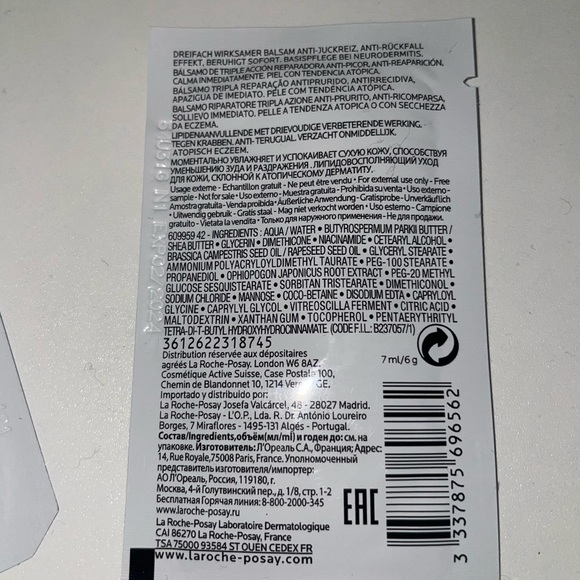 DREIFACH WIRKSAMER BALSAM ANTI-JUCKREIZ, ANTI-RÜCKFALL
EFFEKT, BERUHIGT SOFORT. BASISPFLEGE BEI NEURODERMITIS.
BÁLSAMO DE TRIPLE ACCIÓN REPARADORA ANTI-PICOR, ANTI-REAPARICIÓN,
CALMA INMEDIATAMENTE. PIEL CON TENDENCIA ATÓPICA.
BÁLSAMO TRIPLA REPARAÇÃO ANTIPRURIDO, ANTIRRECIDIVA,
APAZIGUA DE IMEDIATO. PELE COM TENDÊNCIA ATÓPICA.
BALSAMO RIPARATORE TRIPLA AZIONE ANTI-PRURITO, ANTI-RICOMPARSA,
SOLLIEVO IMMEDIATO. PELLE A TENDENZA ATOPICA O CON SECCHEZZA
DA ECZEMA.
LIPIDENAANVULLENDE MET DRIEVOUDIGE VERBETERENDE WERKING.
TEGEN KRABBEN. ANTI-TERUGVAL. VERZACHT ONMIDDELLIJK.
ATOPISCH ECZEEM.
МОМЕНТАЛЬНО УВЛАЖНЯЕТ И УСПОКАИВАЕТ СУХУЮ КОЖУ, СПОСОБСТВУЕТ
УМЕНЬШЕНИЮ ЗУДА И РАЗДРАЖЕНИЯ. ЛИПИДОВОСПОЛНЯЮЩИЙ УХОД
ДЛЯ КОЖИ, СКЛОННОЙ К АТОПИЧЕСКОМУ ДЕРМАТИТУ.
Usage externe - Échantillon gratuit - Ne peut être vendu • For external use only - Free
sample - Not for sale • Uso externo - Muestra gratuita - Prohibida su venta • Uso externo -
Amostra gratuita - Venda proibida • Äußerliche Anwendung - Gratisprobe - Unverkäuflich
• Uitwendig gebruik - Gratis staal - Mag niet verkocht worden • Uso esterno - Campione
gratuito - Vietata la vendita • Только для наружного применения - Не для продажи.
609959 42 - INGREDIENTS : AQUA / WATER • BUTYROSPERMUM PARKII BUTTER /
SHEA BUTTER • GLYCERIN • DIMETHICONE • NIACINAMIDE • CETEARYL ALCOHOL •
BRASSICA CAMPESTRIS SEED OIL / RAPESEED SEED OIL • GLYCERYL STEARATE •
AMMONIUM POLYACRYLOYLDIMETHYL TAURATE • PEG-100 STEARATE •
PROPANEDIOL • OPHIOPOGON JAPONICUS ROOT EXTRACT • PEG-20 METHYL
GLUCOSE SESQUISTEARATE • SORBITAN TRISTEARATE • DIMETHICONOL •
SODIUM CHLORIDE • MANNOSE • COCO-BETAINE • DISODIUM EDTA • CAPRYLOYL
GLYCINE • CAPRYLYL GLYCOL • VITREOSCILLA FERMENT • CITRIC ACID •
MALTODEXTRIN • XANTHAN GUM • TOCOPHEROL • PENTAERYTHRITYL
TETRA-DI-T-BUTYL HYDROXYHYDROCINNAMATE. (CODE F.I.L.: B237057/1)
3612622318745
Distribution réservée aux dépositaires
agréés La Roche-Posay. London W6 8AZ.
Cosmétique Active Suisse, Case Postale 100,
Chemin de Blandonnet 10, 1214 GE.
Importado y distribuido por:
La Roche-Posay Josefa Valcárcel, 48 - 28027 Madrid.
La Roche-Posay - L'O.P., Lda. R. Dr. António Loureiro
Borges, 7 Miraflores - 1495-131 Algés - Portugal.
Состав/Ingredients,объём(мл/ml) и годен до: см. на
упаковке. Изготовитель: Л'Ореаль С.А., Франция; Адрес:
14, Rue Royale,75008 Paris, France. Уполномоченный
представитель изготовителя/импортер:
АО Л'Ореаль, Россия, 119180, г.
Москва, 4-й Голутвинский пер., д. 1/8, стр. 1-2
Бесплатная Горячая линия: 8-800-2000-345
www.laroche-posay.ru
La Roche-Posay Laboratoire Dermatologique
CAI 86270 La Roche-Posay, France
TSA 75000 93584 ST OUEN CEDEX FR
www.laroche-posay.com
7 ml/6 g
EAC
3 337875 696562